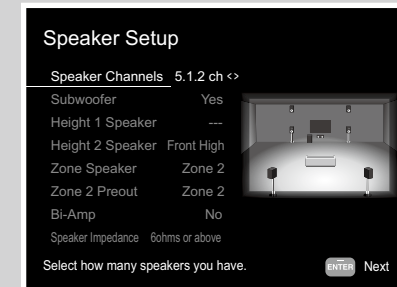 Speaker Setup
Speaker Channels 5.1.2 ch <>
Subwoofer Yes
Height 1 Speaker ---
Height 2 Speaker Front High
Zone Speaker Zone 2
Zone 2 Preout Zone 2
Bi-Amp No
Speaker Impedance 6ohms or above
Select how many speakers you have. ENTER Next